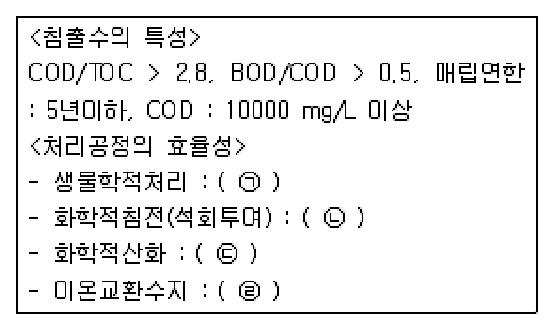 <침출수의 특성>
COD/TOC > 2.8, BOD/COD > 0.5, 매립연한
: 5년이하, COD : 10000 mg/L 이상
<처리공정의 효율성>
- 생물학적처리 : ( ㉠ )
- 화학적침전(석회투여) : ( ㉡ )
- 화학적산화 : ( ㉢ )
- 이온교환수지 : ( ㉣ )